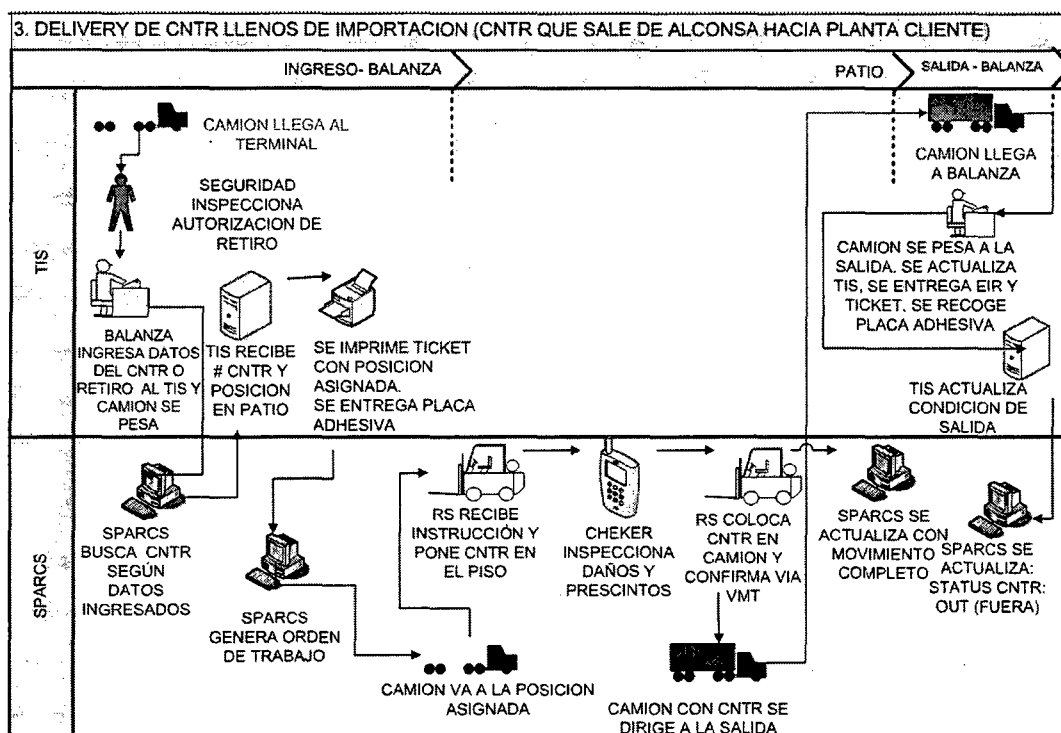 3. DELIVERY DE CNTR LLENOS DE IMPORTACION (CNTR QUE SALE DE ALCONSA HACIA PLANTA CLIENTE)
INGRESO- BALANZA
PATIO
SALIDA - BALANZA
TIS
CAMION LLEGA AL
TERMINAL
SEGURIDAD
INSPECCIONA
AUTORIZACION DE
RETIRO
BALANZA
INGRESA DATOS
DEL CNTR O
RETIRO AL TIS Y
CAMION SE
PESA
TIS RECIBE
# CNTR Y
POSICION
EN PATIO
SE IMPRIME TICKET
CON POSICION
ASIGNADA.
SE ENTREGA PLACA
ADHESIVA
CAMION LLEGA
A BALANZA
CAMION SE PESA A LA
SALIDA. SE ACTUALIZA
TIS, SE ENTREGA EIR Y
TICKET. SE RECOGE
PLACA ADHESIVA
TIS ACTUALIZA
CONDICION DE
SALIDA
SPARCS
SPARCS
BUSCA CNTR
SEGÚN
DATOS
INGRESADOS
SPARCS
GENERA ORDEN
DE TRABAJO
RS RECIBE
INSTRUCCIÓN Y
PONE CNTR EN
EL PISO
CHEKER
INSPECCIONA
DAÑOS Y
PRESCINTOS
RS COLOCA
CNTR EN
CAMION Y
CONFIRMA VIA
VMT
SPARCS SE
ACTUALIZA CON
MOVIMIENTO
COMPLETO
SPARCS SE
ACTUALIZA:
STATUS CNTR:
OUT (FUERA)
CAMION VA A LA POSICION
ASIGNADA
CAMION CON CNTR SE
DIRIGE A LA SALIDA